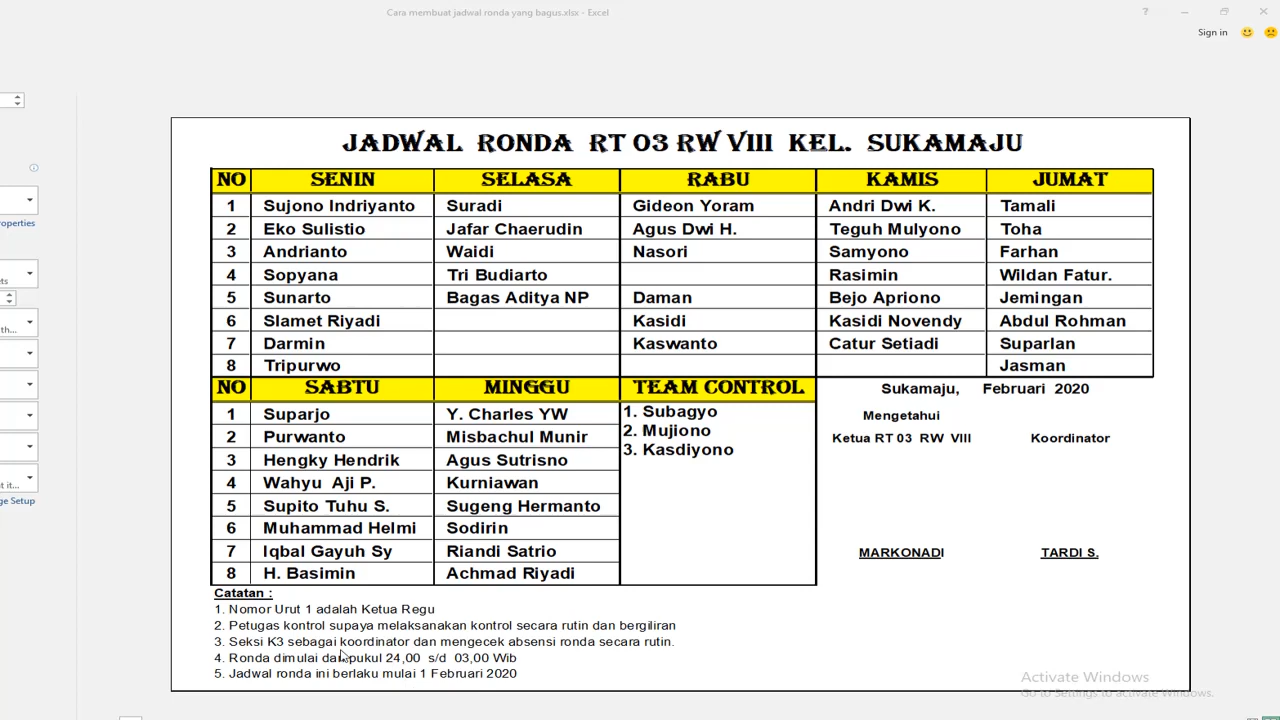 Cara membuat jadwal ronda yang bagus.xlsx - Excel
?
Sign in
JADWAL RONDA RT 03 RW VIII KEL. SUKAMAJU
NO SENIN SELASA RABU KAMIS JUMAT
1 Sujono Indriyanto Suradi Gideon Yoram Andri Dwi K. Tamali
2 Eko Sulistio Jafar Chaerudin Agus Dwi H. Teguh Mulyono Toha
3 Andrianto Waidi Nasori Samyono Farhan
4 Sopyana Tri Budiarto Rasimin Wildan Fatur.
5 Sunarto Bagas Aditya NP Daman Bejo Apriono Jemingan
6 Slamet Riyadi Kasidi Kasidi Novendy Abdul Rohman
7 Darmin Kaswanto Catur Setiadi Suparlan
8 Tripurwo Jasman
NO SABTU MINGGU TEAM CONTROL
1 Suparjo Y. Charles YW
2 Purwanto Misbachul Munir
3 Hengky Hendrik Agus Sutrisno
4 Wahyu Aji P. Kurniawan
5 Supito Tuhu S. Sugeng Hermanto
6 Muhammad Helmi Sodirin
7 Iqbal Gayuh Sy Riandi Satrio
8 H. Basimin Achmad Riyadi
1. Subagyo
2. Mujiono
3. Kasdiyono
Sukamaju, Februari 2020
Mengetahui
Ketua RT 03 RW VIII Koordinator
MARKONADI TARDI S.
Catatan :
1. Nomor Urut 1 adalah Ketua Regu
2. Petugas kontrol supaya melaksanakan kontrol secara rutin dan bergiliran
3. Seksi K3 sebagai koordinator dan mengecek absensi ronda secara rutin.
4. Ronda dimulai dari pukul 24,00 s/d 03,00 Wib
5. Jadwal ronda ini berlaku mulai 1 Februari 2020
Activate Windows
Go to Settings to activate Windows.